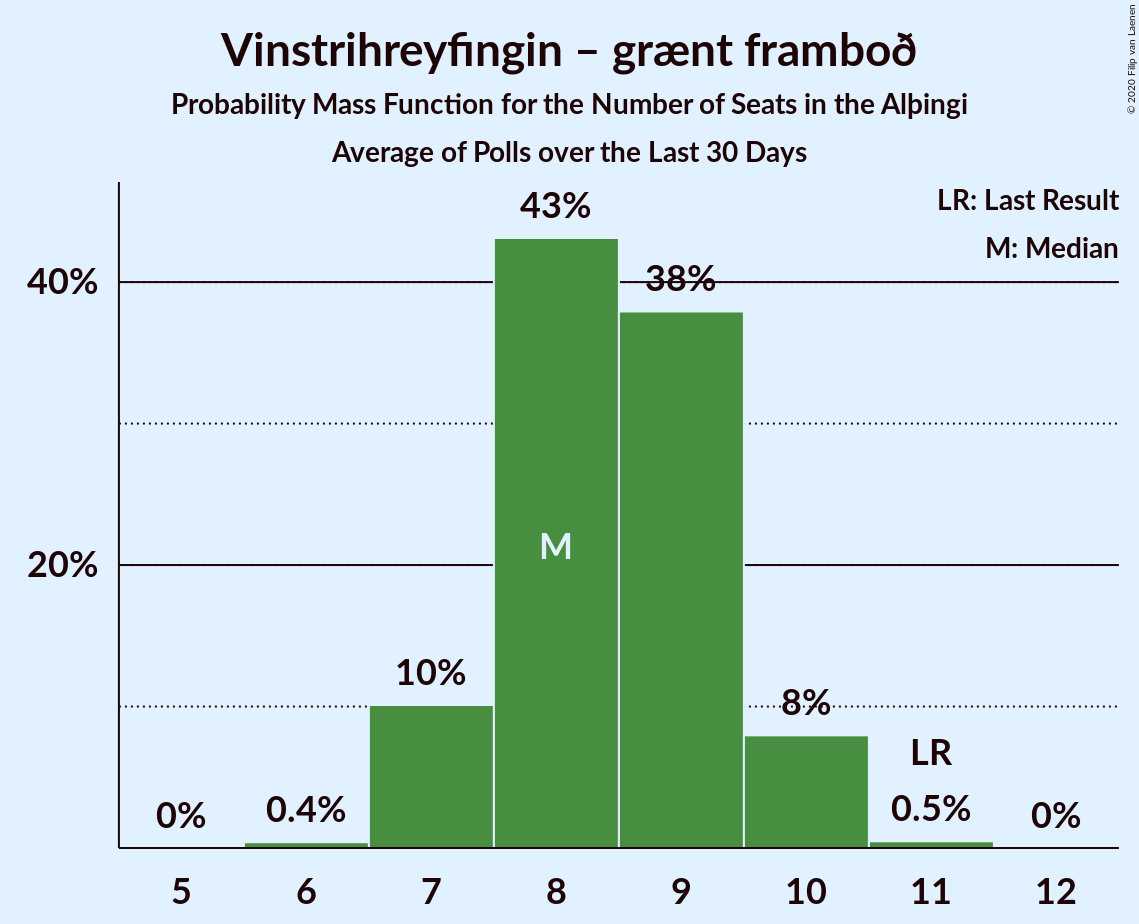 Vinstrihreyfingin – grænt framboð
Probability Mass Function for the Number of Seats in the Alþingi
Average of Polls over the Last 30 Days
© 2020 Filip van Laenen
LR: Last Result
M: Median
43%
40%
38%
M
20%
10%
8%
LR
0%
0.4%
0.5%
0%
5 6 7 8 9 10 11 12